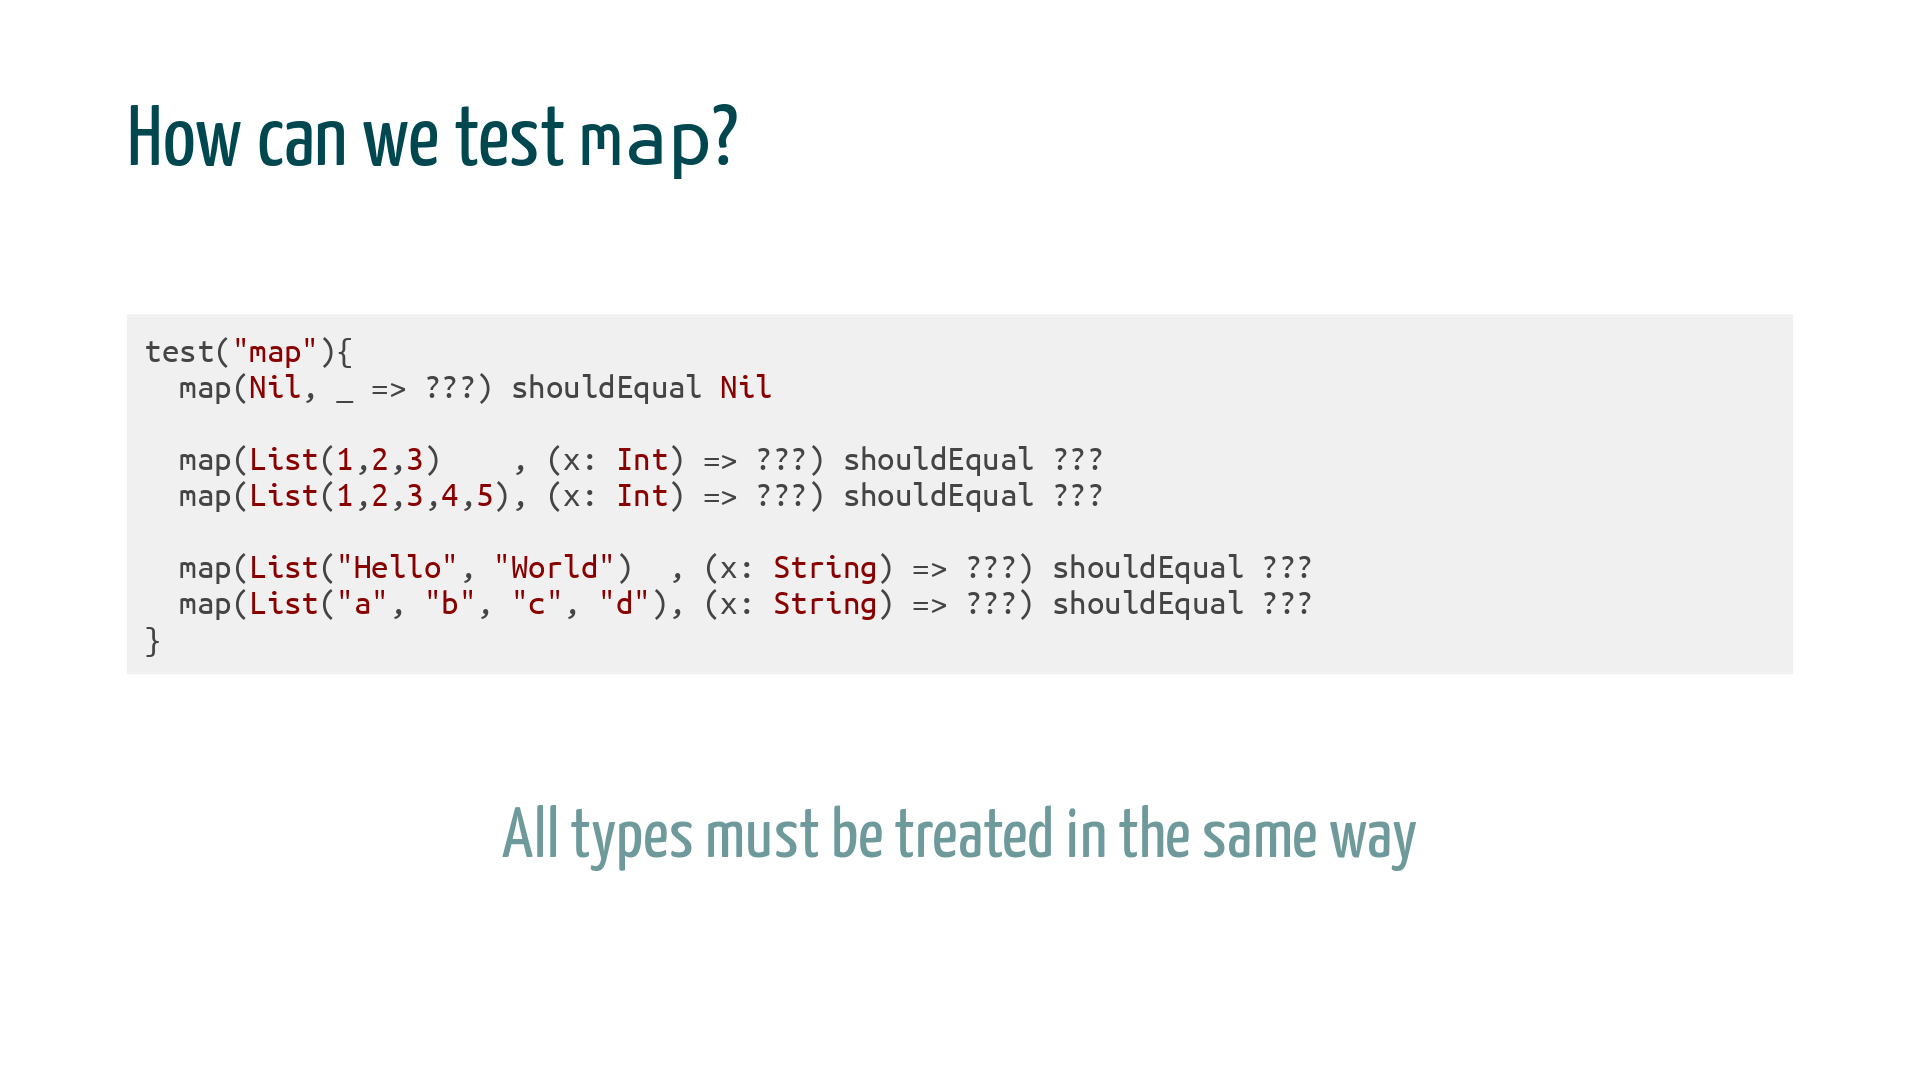 How can we test map?
test("map"){
  map(Nil, _ => ???) shouldEqual Nil
  map(List(1,2,3)    , (x: Int) => ???) shouldEqual ???
  map(List(1,2,3,4,5), (x: Int) => ???) shouldEqual ???
  map(List("Hello", "World")  , (x: String) => ???) shouldEqual ???
  map(List("a", "b", "c", "d"), (x: String) => ???) shouldEqual ???
}
All types must be treated in the same way